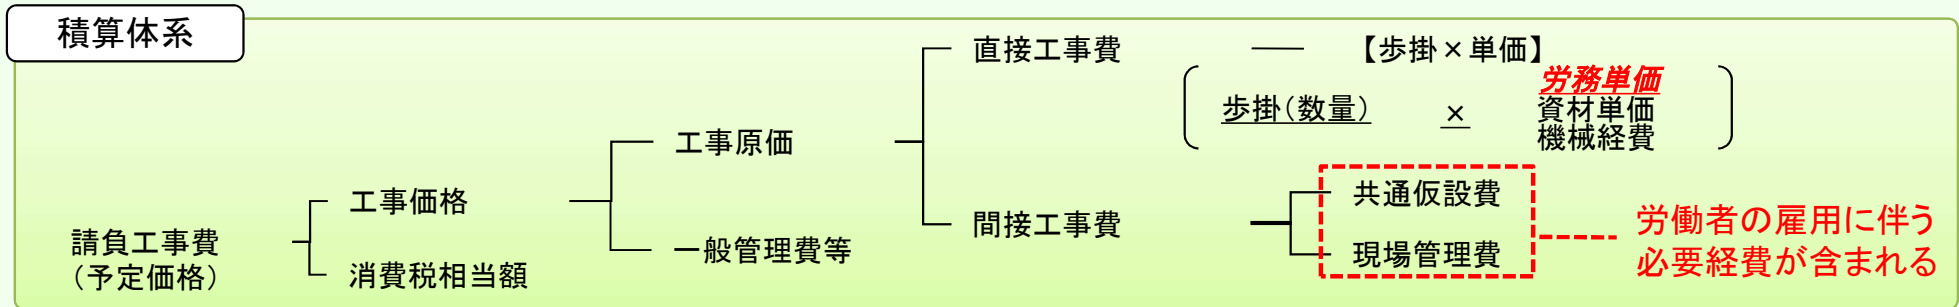 積算体系
直接工事費
【歩掛×単価】
歩掛(数量) × 労務単価
資材単価
機械経費
工事原価
共通仮設費
工事価格
間接工事費
労働者の雇用に伴う
必要経費が含まれる
請負工事費
(予定価格)
一般管理費等
現場管理費
消費税相当額